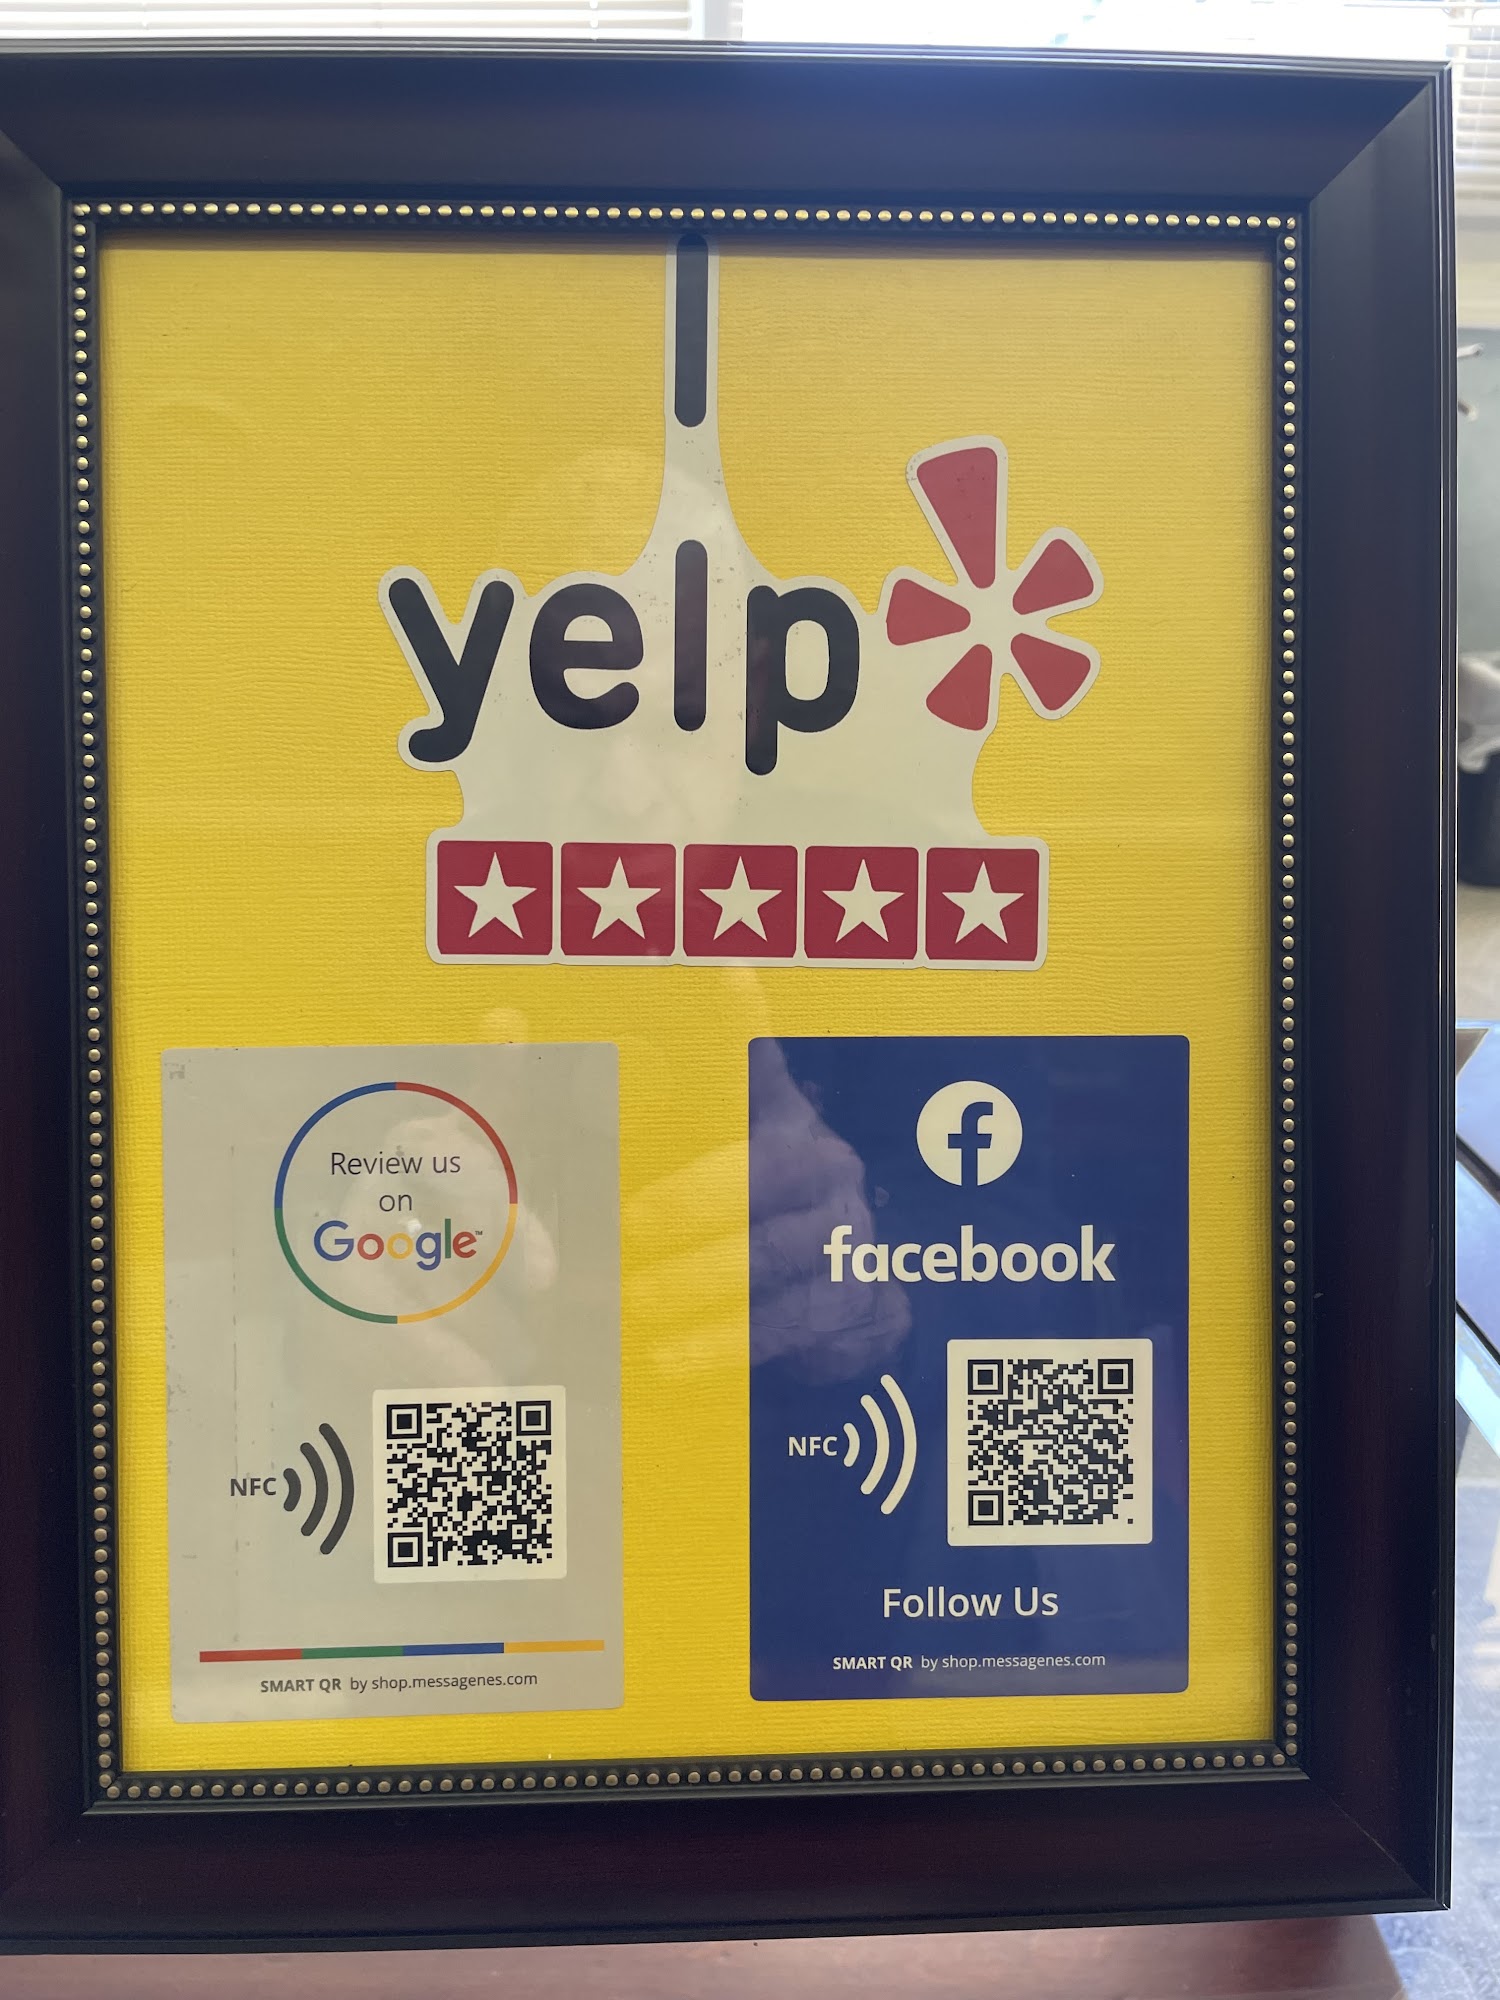 yelp
Review us
on
Google™
NFC
SMART QR by shop.messagenes.com
facebook
NFC
Follow Us
SMART QR by shop.messagenes.com